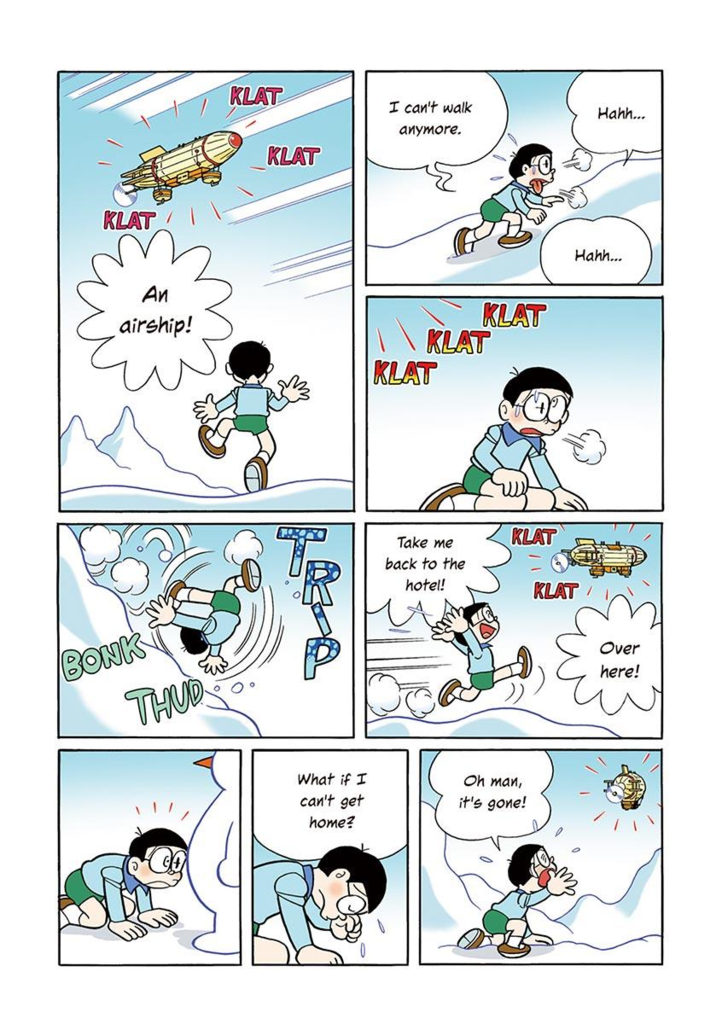 Hahh...
I can't walk
anymore.
Hahh...
KLAT
KLAT
KLAT
KLAT
KLAT
KLAT
An
airship!
KLAT
KLAT
Over
here!
Take me
back to the
hotel!
TRIP
BONK
THUD
Oh man,
it's gone!
What if I
can't get
home?